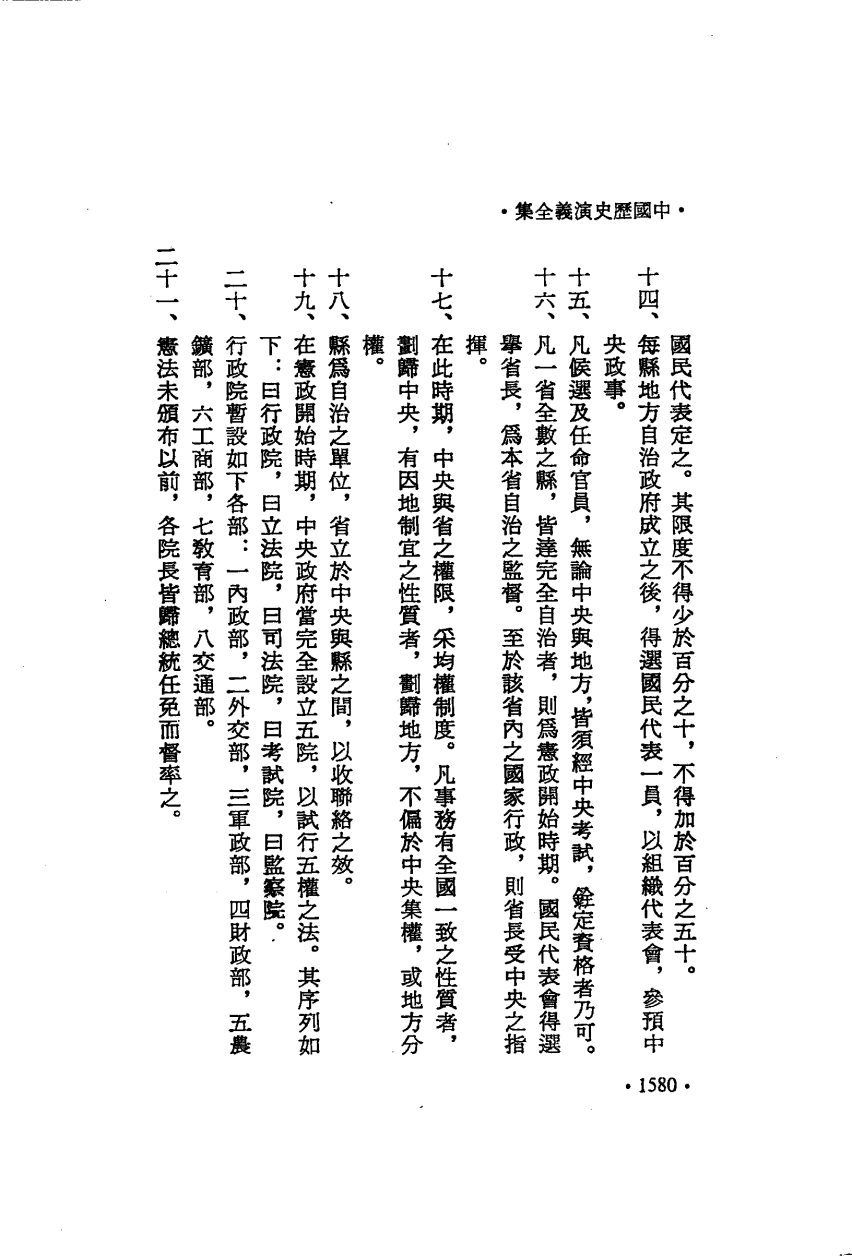 ·中國歷史演義全集·
國民代表定之。其限度不得少於百分之十，不得加於百分之五十。
十四、每縣地方自治政府成立之後，得選國民代表一員，以組織代表會，參預中
央政事。
十五、凡候選及任命官員，無論中央與地方，皆須經中央考試，銓定資格者乃可。
十六、凡一省全數之縣，皆達完全自治者，則爲憲政開始時期。國民代表會得選
舉省長，爲本省自治之監督。至於該省內之國家行政，則省長受中央之指
揮。
十七、在此時期，中央與省之權限，采均權制度。凡事務有全國一致之性質者，
劃歸中央，有因地制宜之性質者，劃歸地方，不偏於中央集權，或地方分
權。
十八、縣爲自治之單位，省立於中央與縣之間，以收聯絡之效。
十九、在憲政開始時期，中央政府當完全設立五院，以試行五權之法。其序列如
下：曰行政院，曰立法院，曰司法院，曰考試院，曰監察院。
二十、行政院暫設如下各部：一內政部，二外交部，三軍政部，四財政部，五農
鑛部，六工商部，七教育部，八交通部。
二十一、憲法未頒布以前，各院長皆歸總統任免而督率之。
·1580·